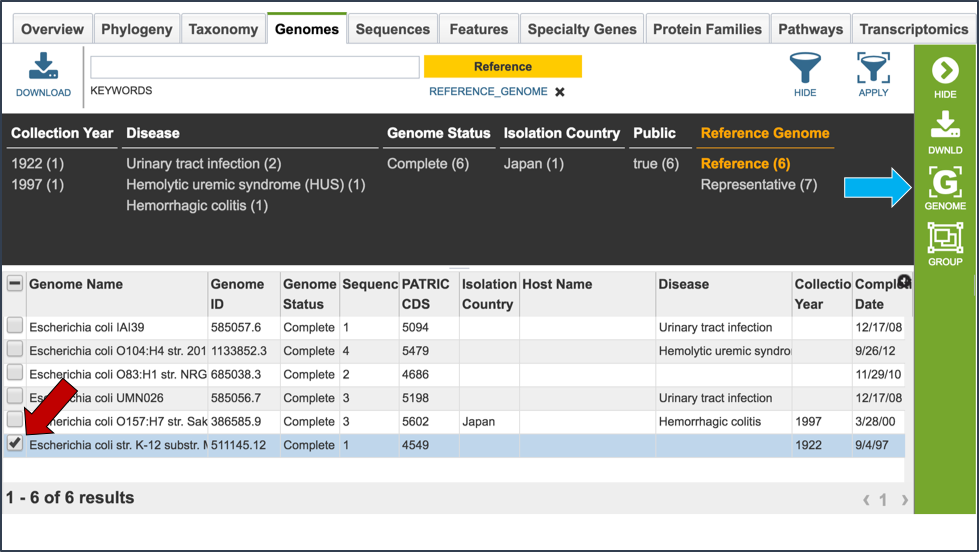 Overview Phylogeny Taxonomy Genomes Sequences Features Specialty Genes Protein Families Pathways Transcriptomics
DOWNLOAD
KEYWORDS
Reference
REFERENCE_GENOME ✖
HIDE
APPLY
HIDE
DWNLD
GENOME
GROUP
Collection Year Disease Genome Status Isolation Country Public Reference Genome
1922 (1) Urinary tract infection (2) Complete (6) Japan (1) true (6) Reference (6)
1997 (1) Hemolytic uremic syndrome (HUS) (1) Representative (7)
Hemorrhagic colitis (1)
Genome Name Genome ID Genome Status Sequenc PATRIC CDS Isolation Country Host Name Disease Collectio Year Date
Escherichia coli IAI39 585057.6 Complete 1 5094 Urinary tract infection 12/17/08
Escherichia coli O104:H4 str. 201 1133852.3 Complete 4 5479 Hemolytic uremic syndro 9/26/12
Escherichia coli O83:H1 str. NRG 685038.3 Complete 2 4686 11/29/10
coli UMN026 585056.7 Complete 3 5198 Urinary tract infection 12/17/08
coli O157:H7 str. Sak 386585.9 Complete 3 5602 Japan Hemorrhagic colitis 1997 3/28/00
Escherichia coli str. K-12 substr. M 511145.12 Complete 1 4549 1922 9/4/97
1 - 6 of 6 results
‹ 1 ›